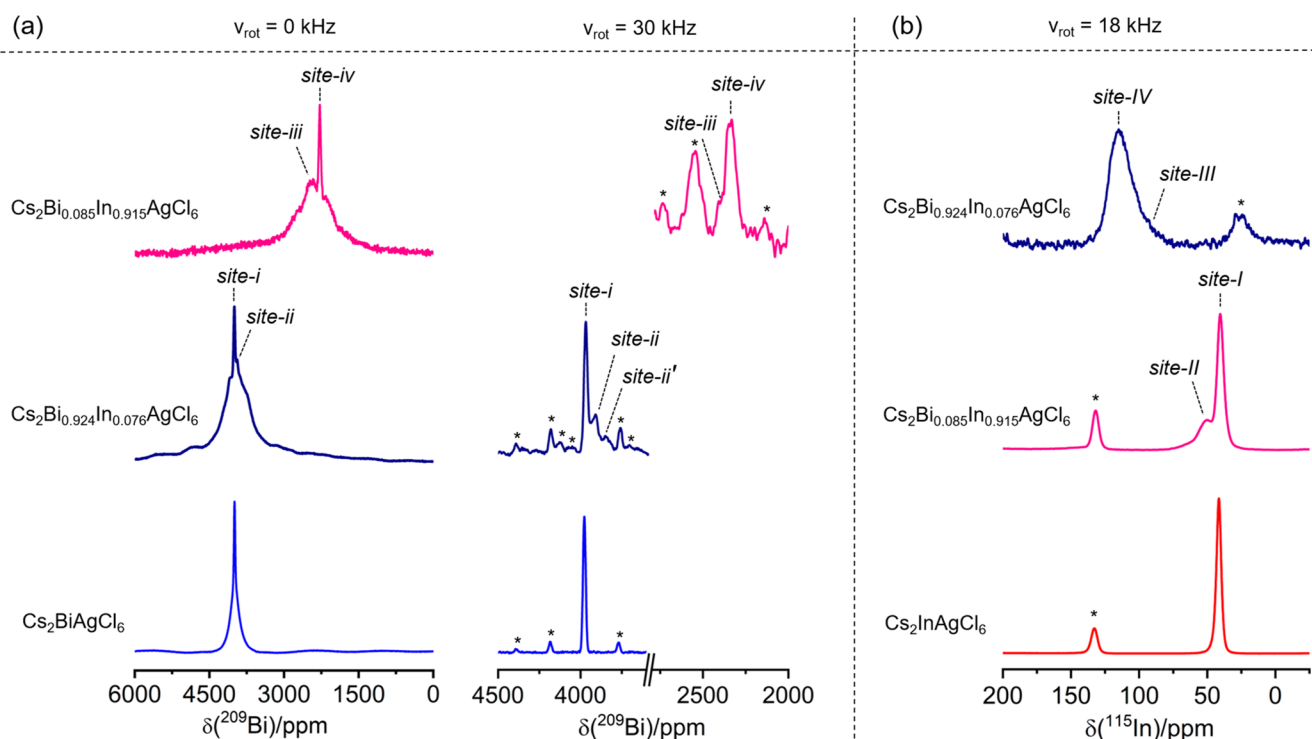 (a)
ν_rot = 0 kHz
ν_rot = 30 kHz
(b)
ν_rot = 18 kHz
site-iv
site-iii
Cs₂Bi₀.₀₈₅In₀.₉₁₅AgCl₆
site-iv
site-iii
*
*
*
site-IV
site-III
Cs₂Bi₀.₉₂₄In₀.₀₇₆AgCl₆
*
site-i
site-ii
Cs₂Bi₀.₉₂₄In₀.₀₇₆AgCl₆
site-i
site-ii
site-ii'
* * * * * *
site-I
site-II
Cs₂Bi₀.₀₈₅In₀.₉₁₅AgCl₆
*
Cs₂BiAgCl₆
* * *
Cs₂InAgCl₆
*
6000 4500 3000 1500 0
δ(²⁰⁹Bi)/ppm
4500 4000 2500 2000
δ(²⁰⁹Bi)/ppm
200 150 100 50 0
δ(¹¹⁵In)/ppm